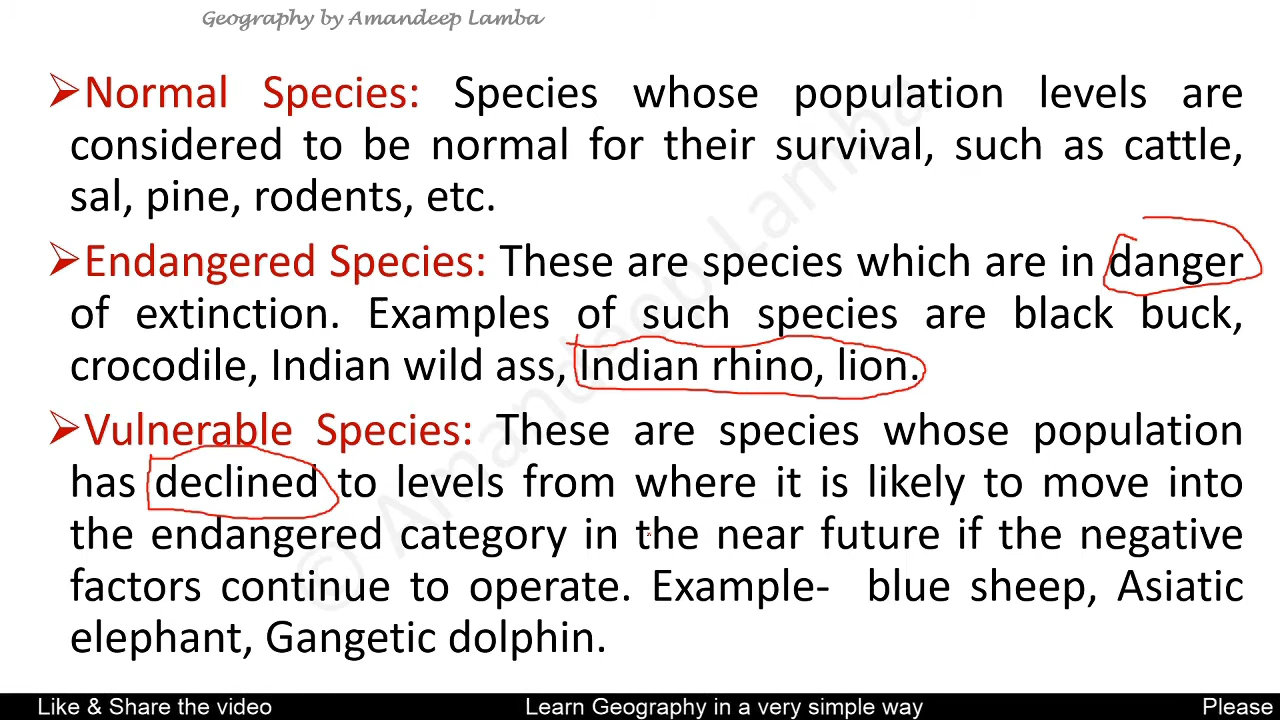 Geography by Amandeep Lamba
➢Normal Species: Species whose population levels are
considered to be normal for their survival, such as cattle,
sal, pine, rodents, etc.
➢Endangered Species: These are species which are in danger
of extinction. Examples of such species are black buck,
crocodile, Indian wild ass, Indian rhino, lion.
➢Vulnerable Species: These are species whose population
has declined to levels from where it is likely to move into
the endangered category in the near future if the negative
factors continue to operate. Example- blue sheep, Asiatic
elephant, Gangetic dolphin.
© Amandeep Lamba
Like & Share the video Learn Geography in a very simple way Please